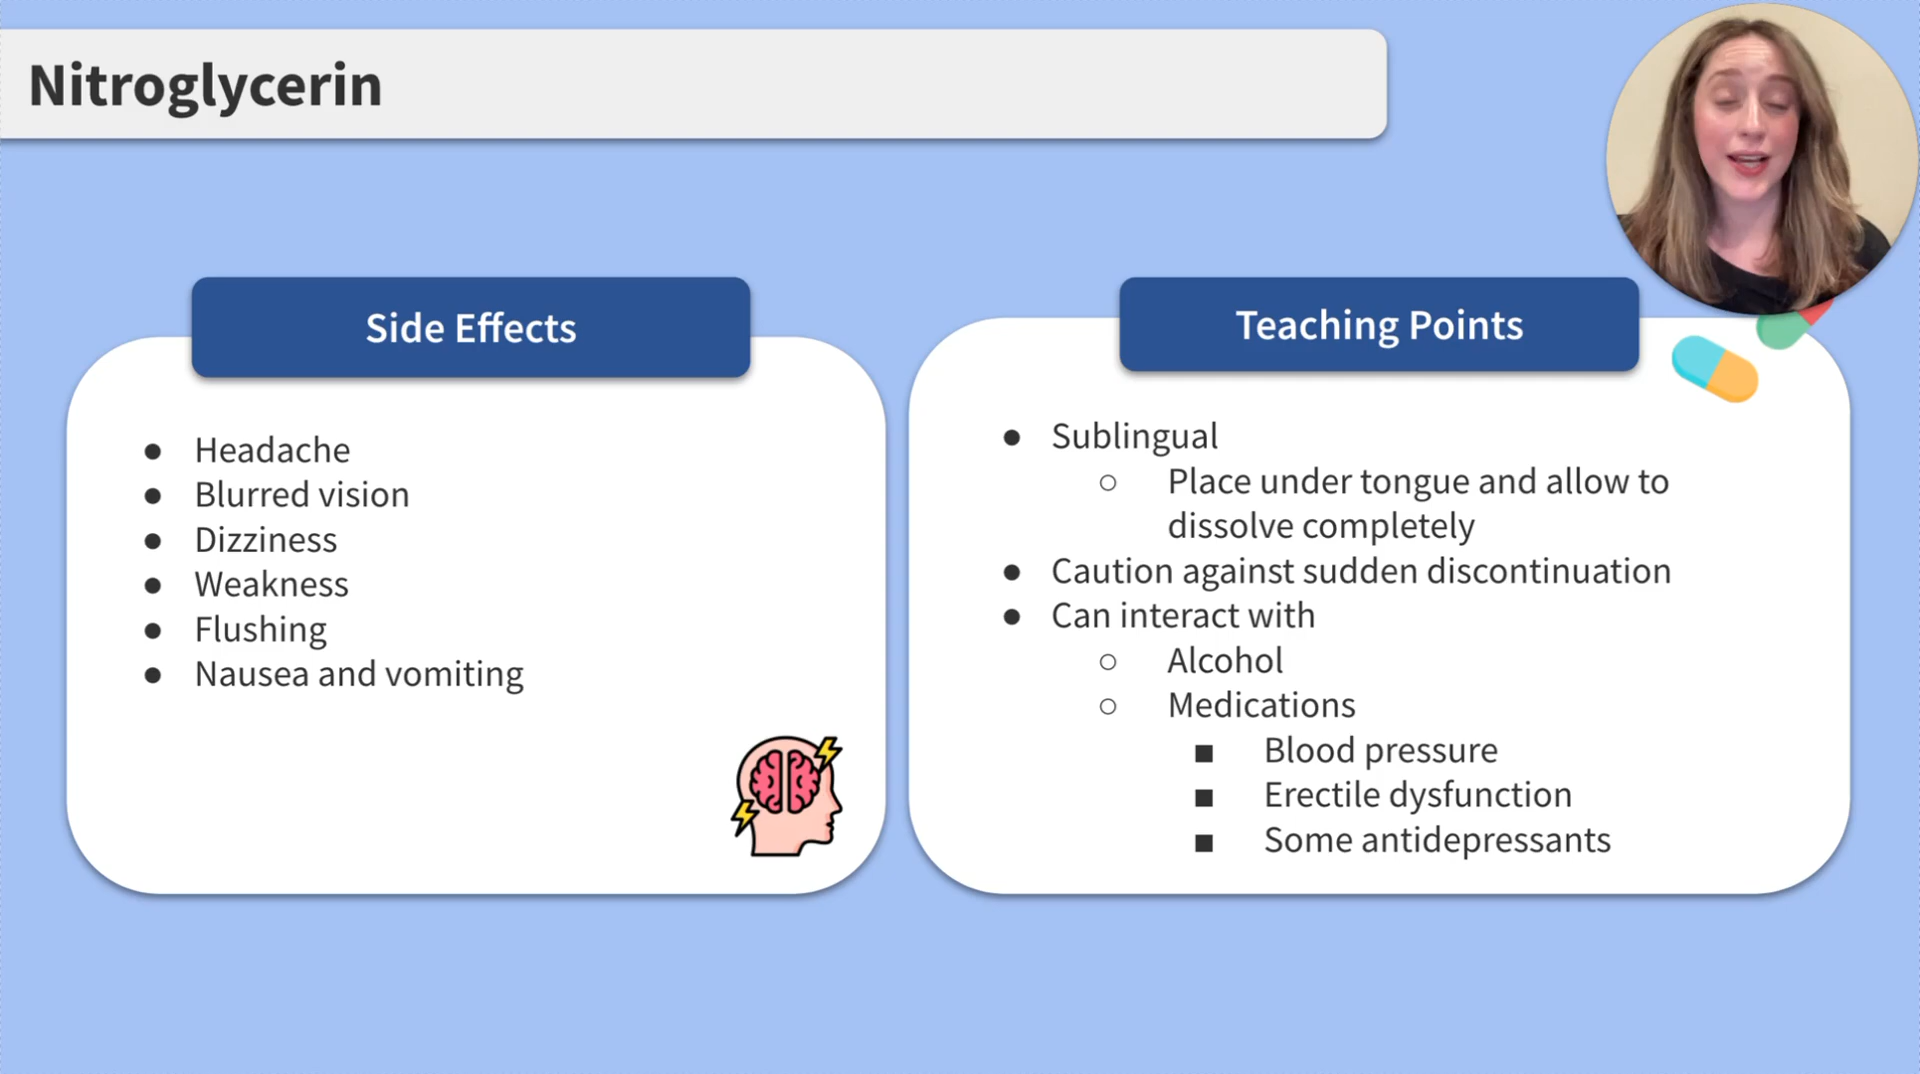 Nitroglycerin
Side Effects
● Headache
● Blurred vision
● Dizziness
● Weakness
● Flushing
● Nausea and vomiting
Teaching Points
● Sublingual
○ Place under tongue and allow to
dissolve completely
● Caution against sudden discontinuation
● Can interact with
○ Alcohol
○ Medications
■ Blood pressure
■ Erectile dysfunction
■ Some antidepressants